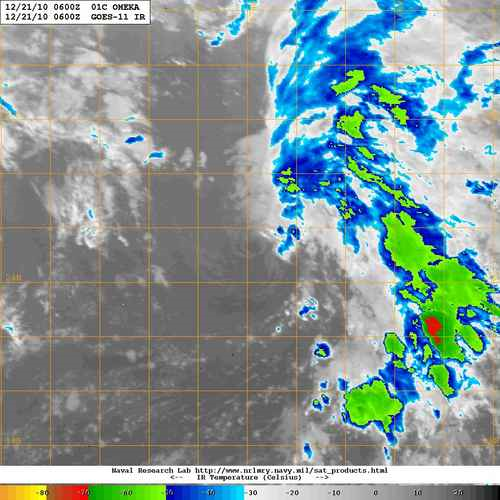 12/21/10 0600Z 01C OMEKA
12/21/10 0600Z GOES-11 IR
24N
Naval Research Lab http://www.nrlmry.navy.mil/sat_products.html
<-- IR Temperature (Celsius) -->
-80 -70 -60 -50 -40 -30 -20 -10 0 10 20